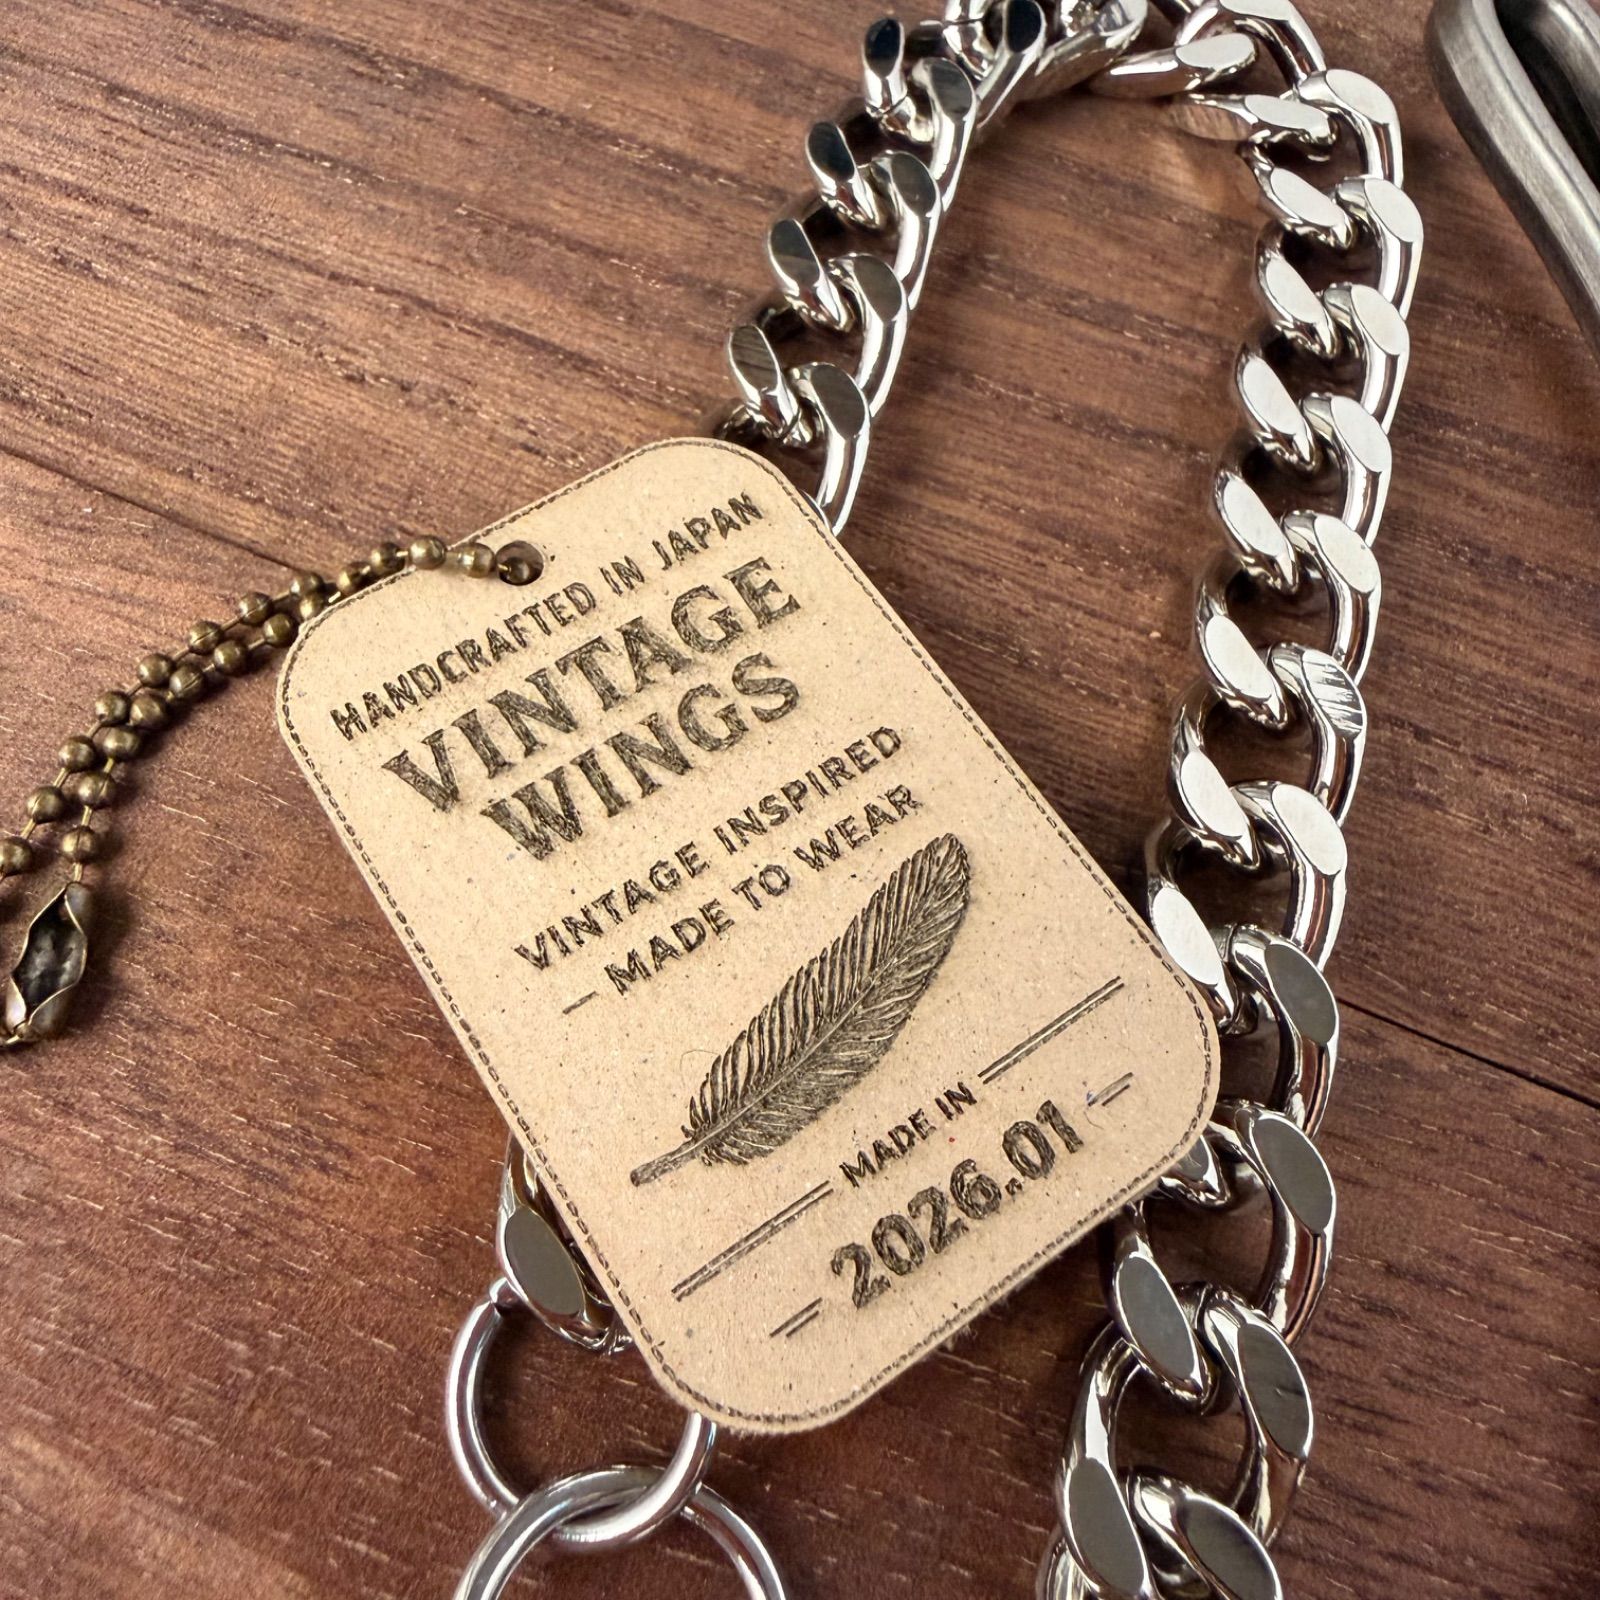 HANDCRAFTED IN JAPAN
VINTAGE
WINGS
VINTAGE INSPIRED
MADE TO WEAR
MADE IN
2026.01